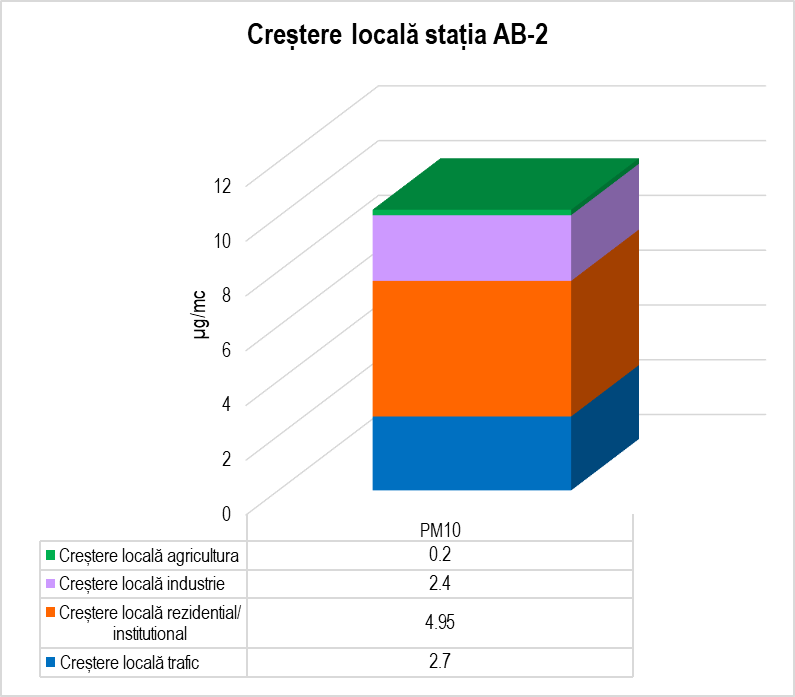 Creștere locală stația AB-2
12
10
8
6
4
2
0
µg/mc
PM10
Creștere locală agricultura 0.2
Creștere locală industrie 2.4
Creștere locală rezidential/
institutional 4.95
Creștere locală trafic 2.7